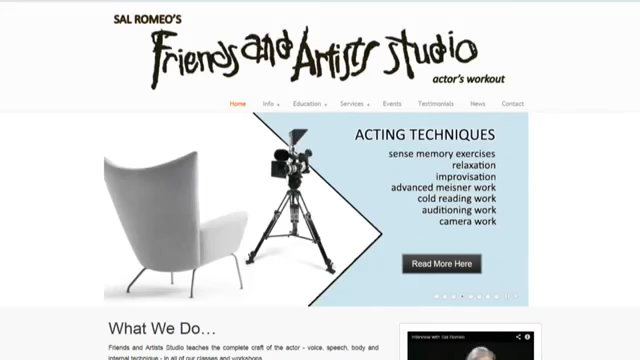 SAL ROMEO'S
Friends and Artists Studio
actor's workout
Home Info Education Services Events Testimonials News Contact
ACTING TECHNIQUES
sense memory exercises
relaxation
improvisation
advanced meisner work
cold reading work
auditioning work
camera work
Read More Here
What We Do...
Friends and Artists Studio teaches the complete craft of the actor - voice, speech, body and
internal technique - in all of our classes and workshops.
Interview with Sal Romeo